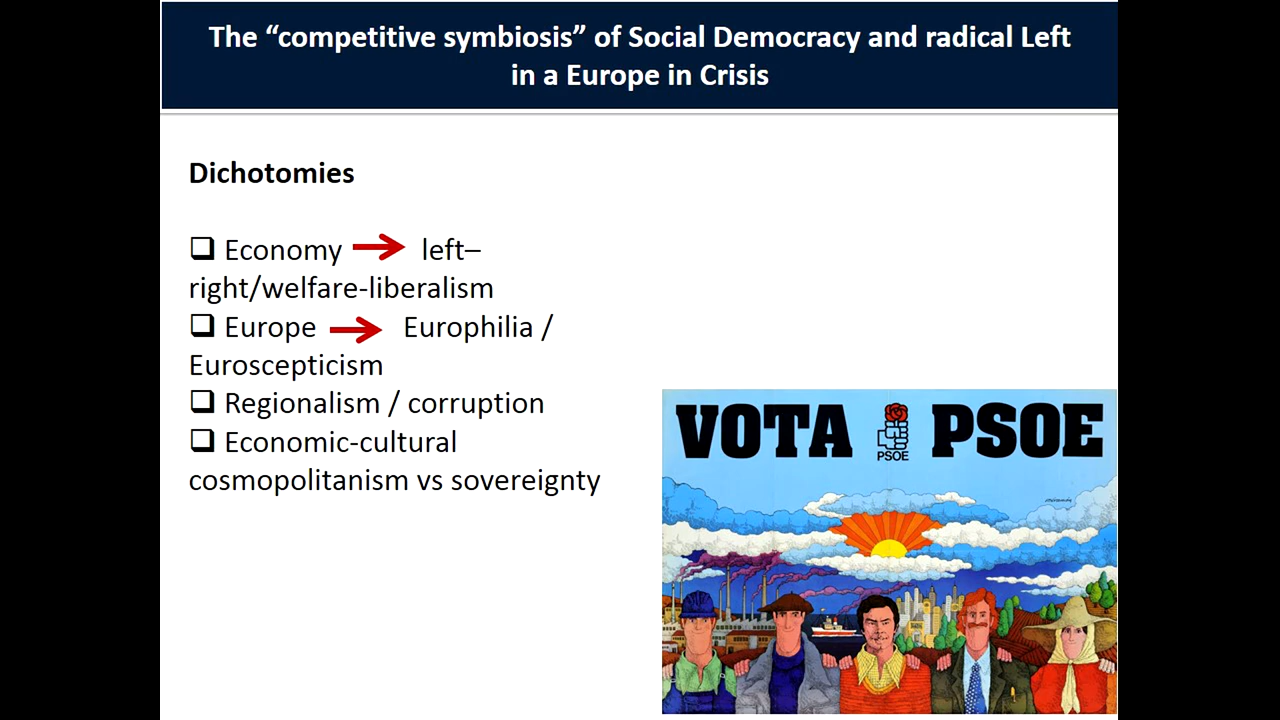 The “competitive symbiosis” of Social Democracy and radical Left
in a Europe in Crisis
Dichotomies
❑ Economy → left–
right/welfare-liberalism
❑ Europe → Europhilia /
Euroscepticism
❑ Regionalism / corruption
❑ Economic-cultural
cosmopolitanism vs sovereignty
VOTA PSOE
PSOE